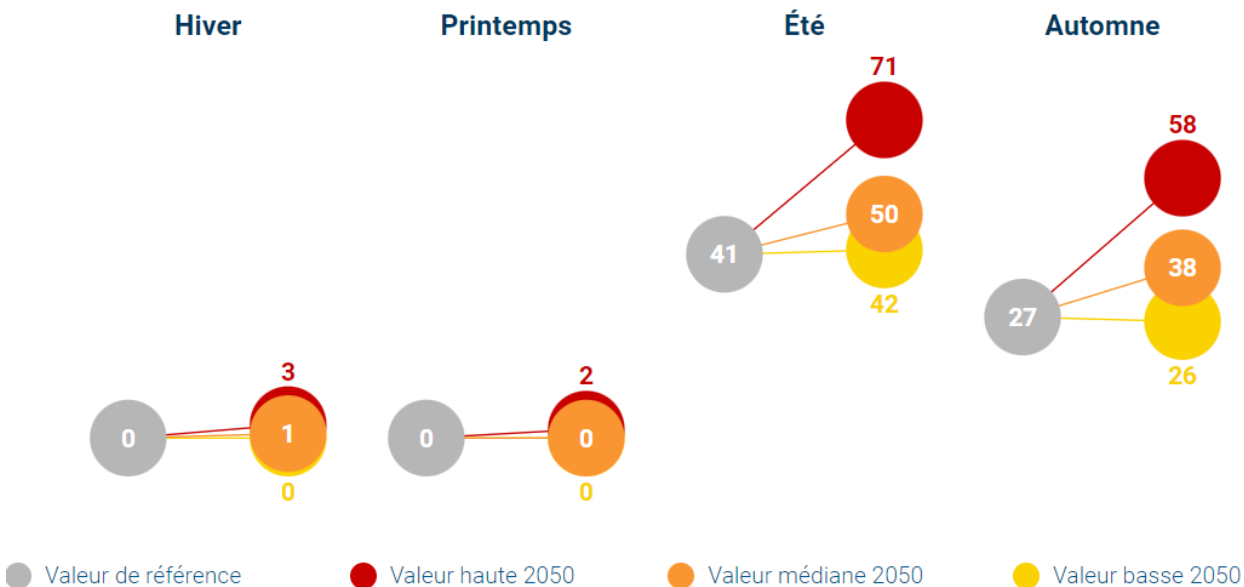 Hiver Printemps Été Automne
71
58
50
41
38
42
27
3 2 26
0 1 0 0
0 0
Valeur de référence Valeur haute 2050 Valeur médiane 2050 Valeur basse 2050